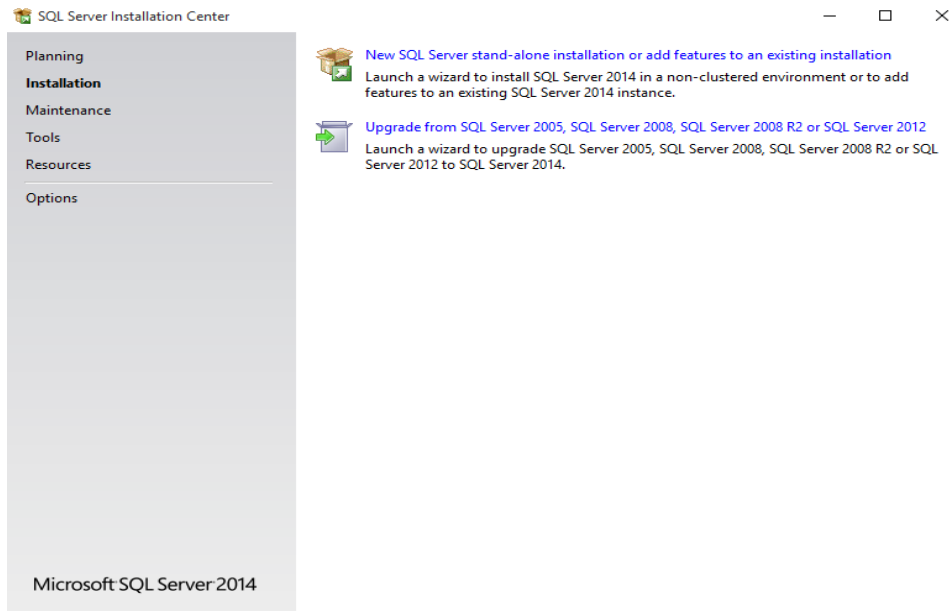 SQL Server Installation Center
Planning
Installation
Maintenance
Tools
Resources
Options
New SQL Server stand-alone installation or add features to an existing installation
Launch a wizard to install SQL Server 2014 in a non-clustered environment or to add
features to an existing SQL Server 2014 instance.
Upgrade from SQL Server 2005, SQL Server 2008, SQL Server 2008 R2 or SQL Server 2012
Launch a wizard to upgrade SQL Server 2005, SQL Server 2008, SQL Server 2008 R2 or SQL
Server 2012 to SQL Server 2014.
Microsoft SQL Server 2014